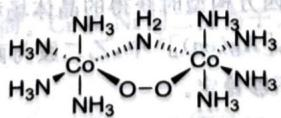 NH₃ H₂ NH₃
H₃N N NH₃
Co Co
H₃N O–O NH₃
NH₃ NH₃